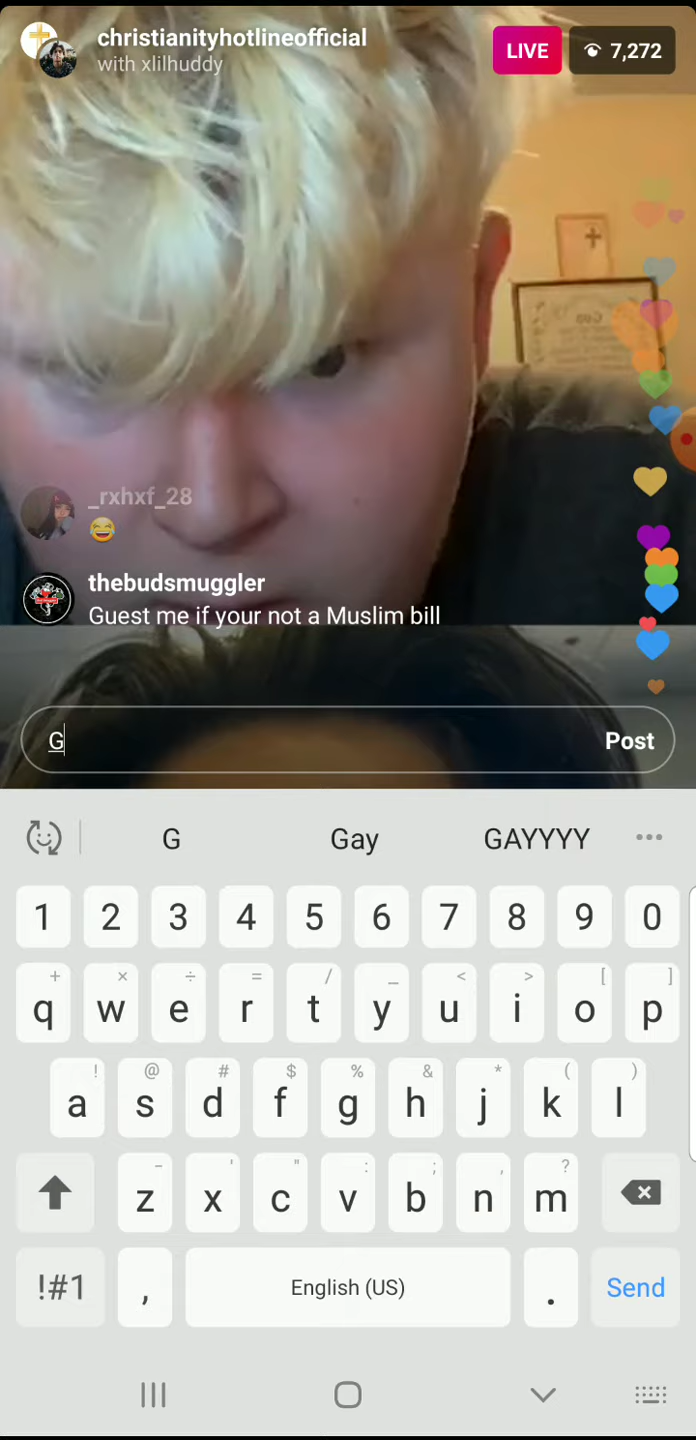 christianityhotlineofficial
with xlilhuddy
LIVE
7,272
_rxhxf_28
😂
thebudsmuggler
Guest me if your not a Muslim bill
G
Post
G Gay GAYYYY
1 2 3 4 5 6 7 8 9 0
+ × ÷ = / _ < > [ ]
q w e r t y u i o p
! @ # $ % & * ( )
a s d f g h j k l
- ' " : ; , ?
z x c v b n m
!#1 , English (US) . Send